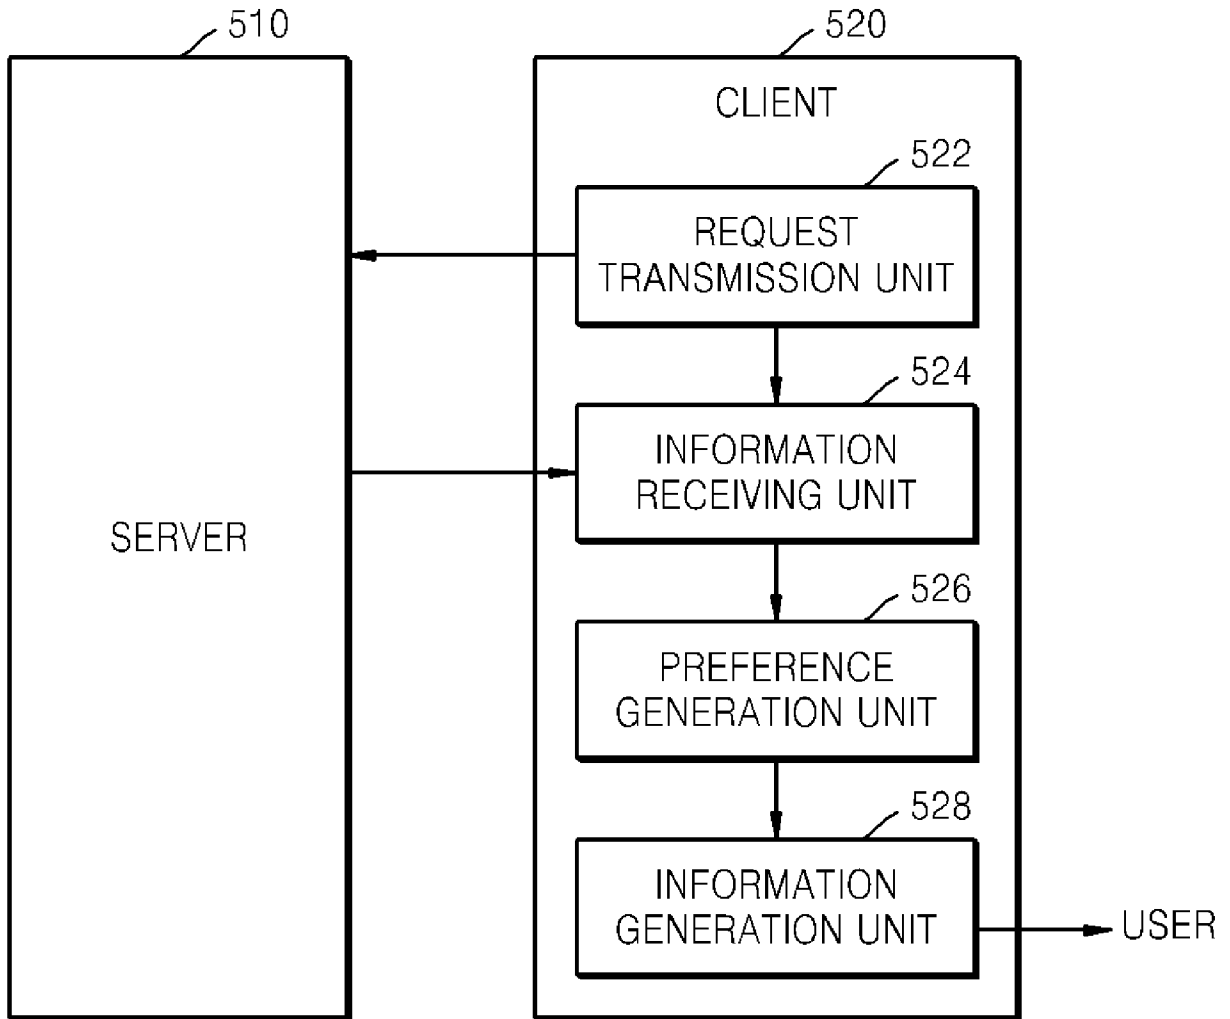 510
520
CLIENT
522
REQUEST
TRANSMISSION UNIT
524
INFORMATION
RECEIVING UNIT
SERVER
526
PREFERENCE
GENERATION UNIT
528
INFORMATION
GENERATION UNIT
USER